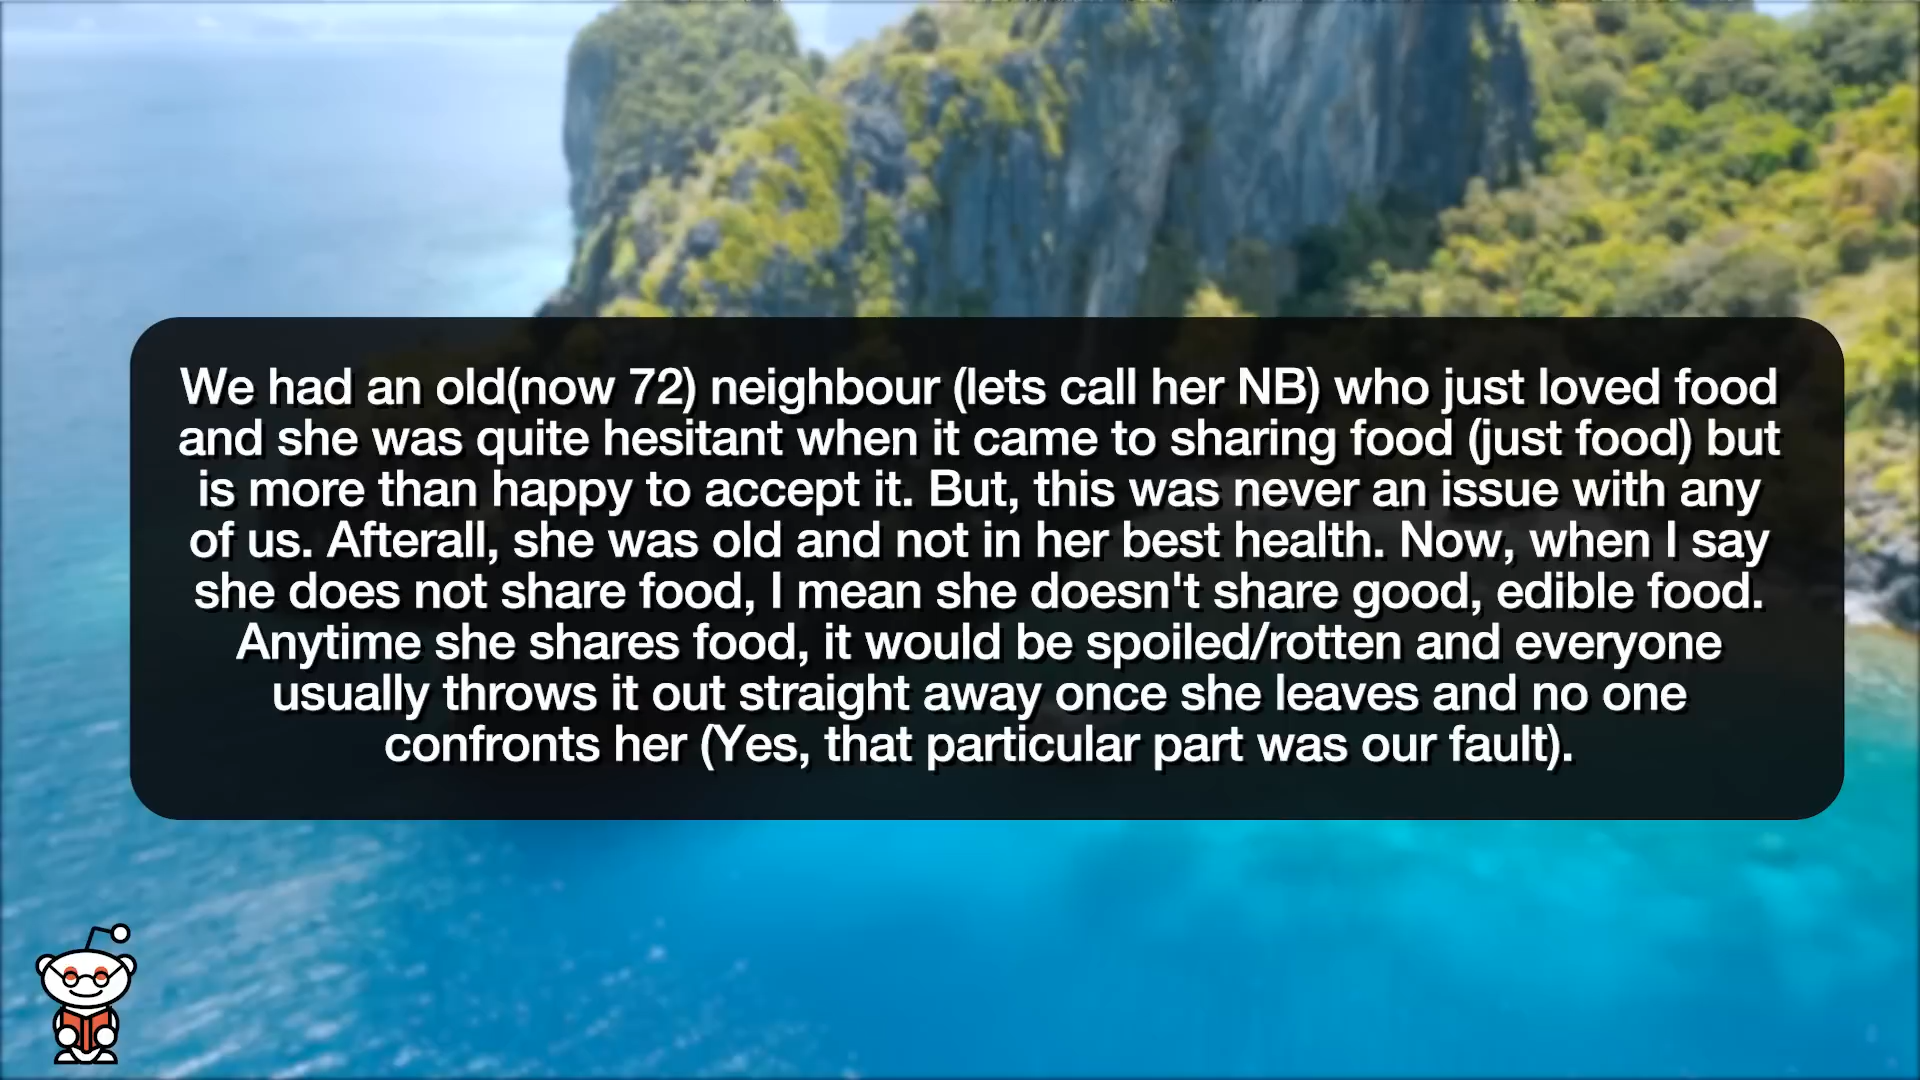 We had an old(now 72) neighbour (lets call her NB) who just loved food
and she was quite hesitant when it came to sharing food (just food) but
is more than happy to accept it. But, this was never an issue with any
of us. Afterall, she was old and not in her best health. Now, when I say
she does not share food, I mean she doesn't share good, edible food.
Anytime she shares food, it would be spoiled/rotten and everyone
usually throws it out straight away once she leaves and no one
confronts her (Yes, that particular part was our fault).